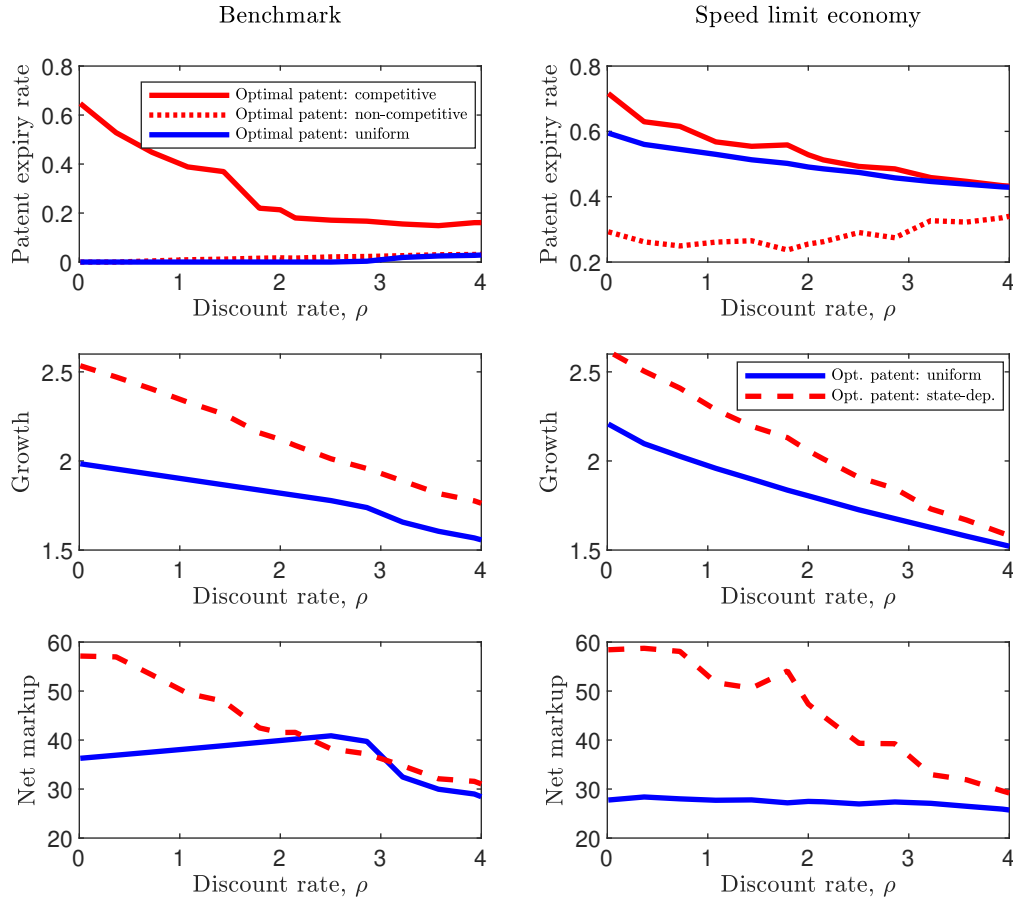 Benchmark
Speed limit economy
Patent expiry rate
0.8
0.6
0.4
0.2
0
Optimal patent: competitive
Optimal patent: non-competitive
Optimal patent: uniform
0 1 2 3 4
Discount rate, ρ
Patent expiry rate
0.8
0.6
0.4
0.2
0 1 2 3 4
Discount rate, ρ
Growth
2.5
2
1.5
0 1 2 3 4
Discount rate, ρ
Growth
2.5
2
1.5
Opt. patent: uniform
Opt. patent: state-dep.
0 1 2 3 4
Discount rate, ρ
Net markup
60
50
40
30
20
0 1 2 3 4
Discount rate, ρ
Net markup
60
50
40
30
20
0 1 2 3 4
Discount rate, ρ